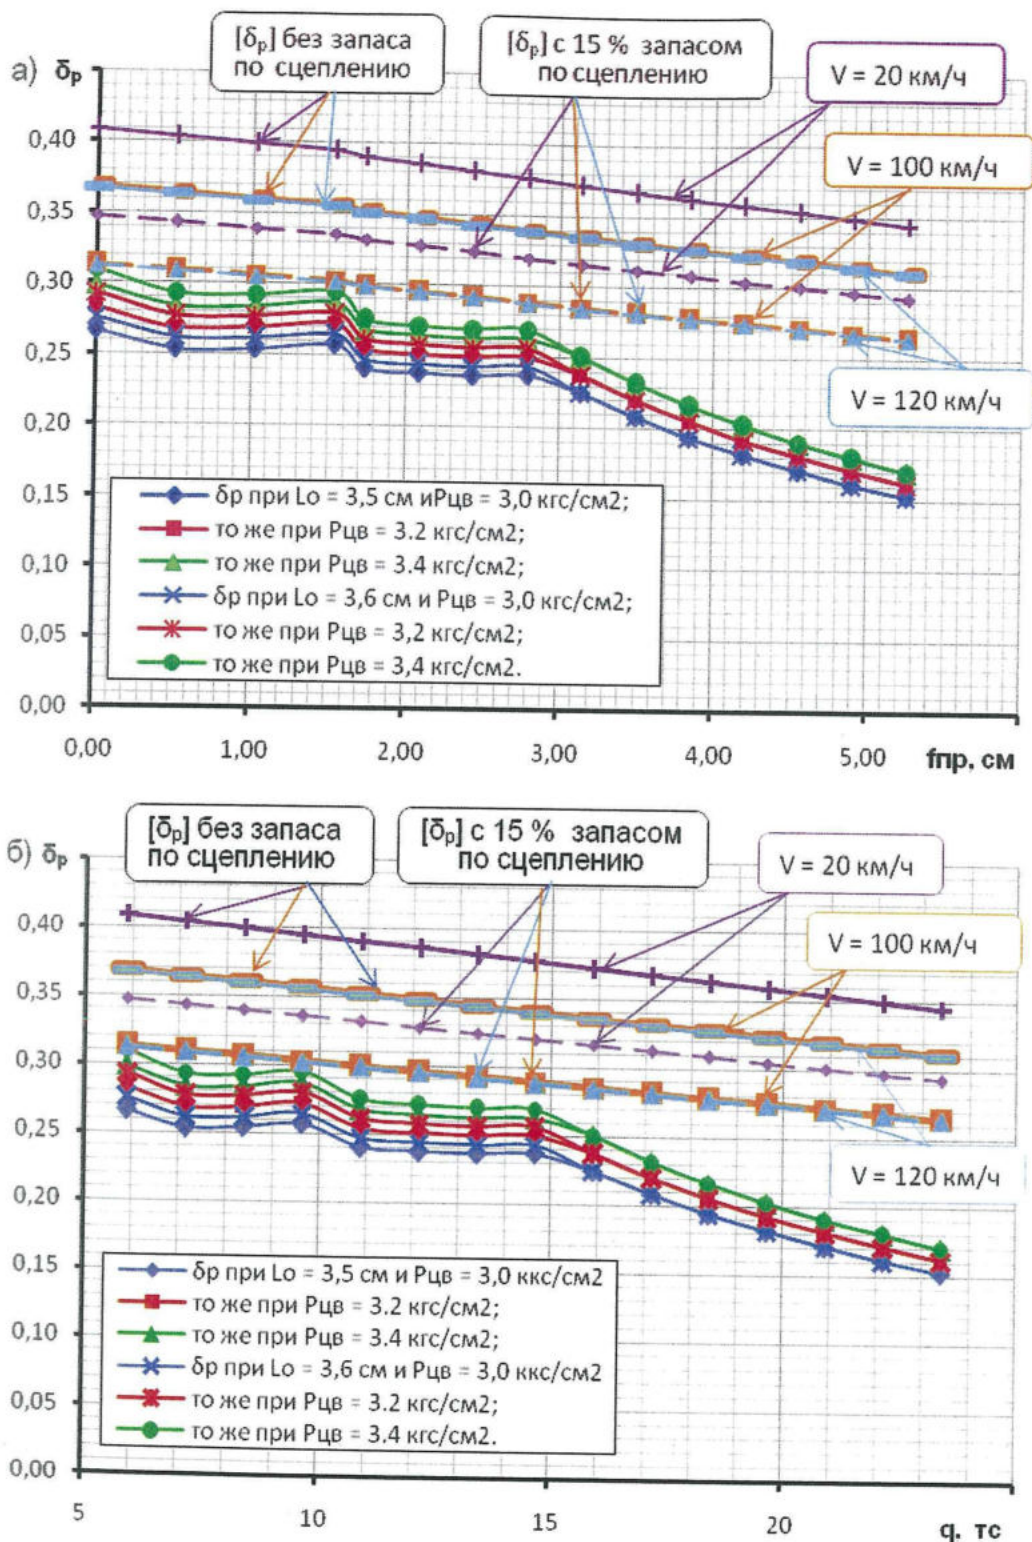 [δр] без запаса
по сцеплению
[δр] с 15 % запасом
по сцеплению
V = 20 км/ч
а) δр
0,40
V = 100 км/ч
0,35
0,30
0,25
V = 120 км/ч
0,20
0,15
0,10
0,05
0,00
δр при Lo = 3,5 см иРцв = 3,0 кгс/см2;
то же при Рцв = 3.2 кгс/см2;
то же при Рцв = 3.4 кгс/см2;
δр при Lo = 3,6 см и Рцв = 3,0 кгс/см2;
то же при Рцв = 3,2 кгс/см2;
то же при Рцв = 3,4 кгс/см2.
0,00 1,00 2,00 3,00 4,00 5,00 fпр. см
[δр] без запаса
по сцеплению
[δр] с 15 % запасом
по сцеплению
V = 20 км/ч
б) δр
0,40
V = 100 км/ч
0,35
0,30
0,25
V = 120 км/ч
0,20
0,15
0,10
0,05
0,00
δр при Lo = 3,5 см и Рцв = 3,0 ккс/см2
то же при Рцв = 3.2 кгс/см2;
то же при Рцв = 3.4 кгс/см2;
δр при Lo = 3,6 см и Рцв = 3,0 ккс/см2
то же при Рцв = 3.2 кгс/см2;
то же при Рцв = 3.4 кгс/см2.
5 10 15 20 q. тс